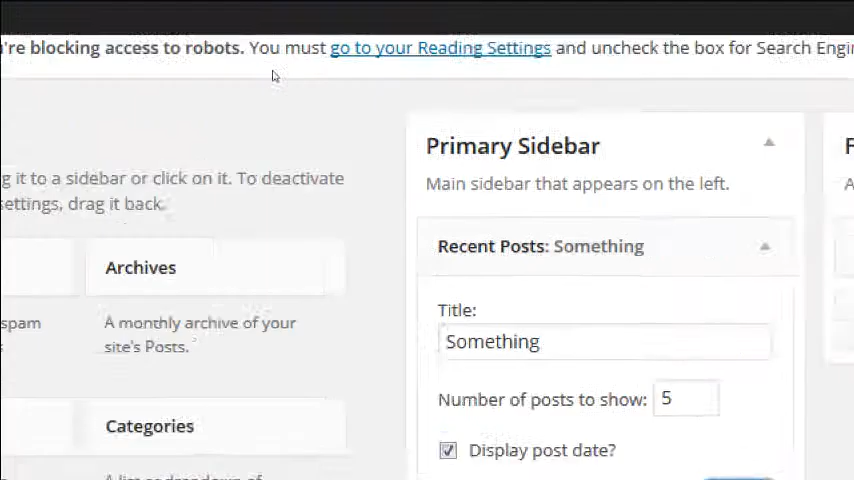 're blocking access to robots. You must go to your Reading Settings and uncheck the box for Search Engin
Primary Sidebar
Main sidebar that appears on the left.
g it to a sidebar or click on it. To deactivate
settings, drag it back.
Recent Posts: Something
Archives
A monthly archive of your
site's Posts.
spam
Title:
Something
Number of posts to show: 5
Display post date?
Categories